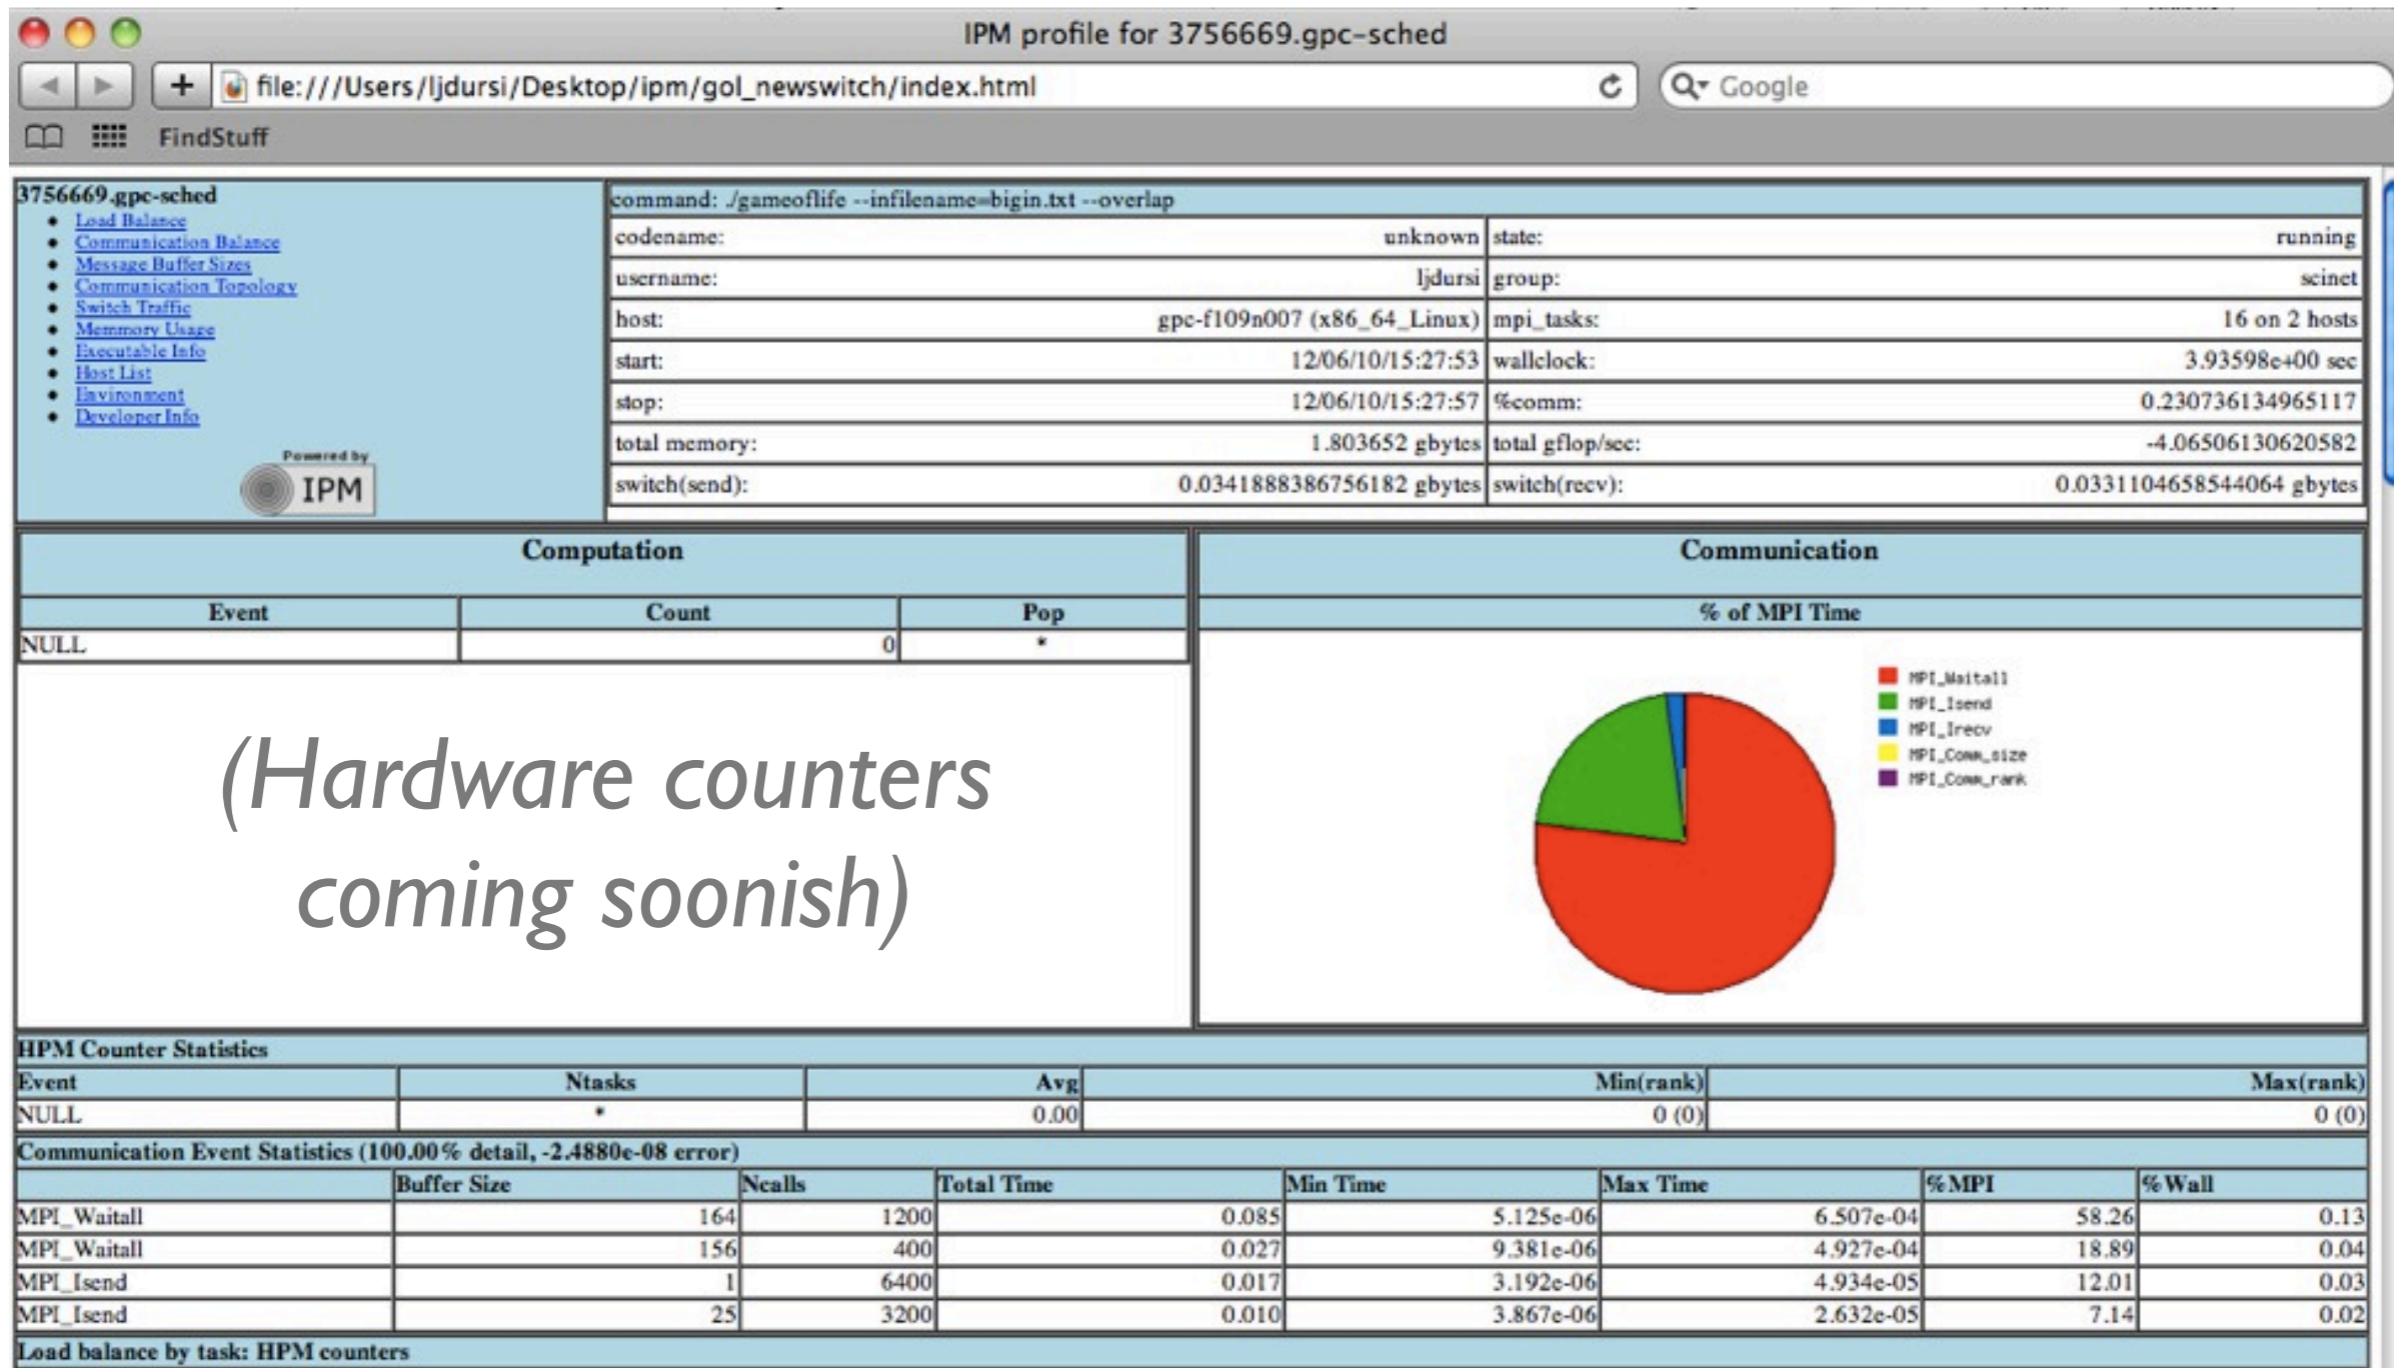 IPM profile for 3756669.gpc-sched
file:///Users/ljdursi/Desktop/ipm/gol_newswitch/index.html
Google
FindStuff
3756669.gpc-sched
Load Balance
Communication Balance
Message Buffer Sizes
Communication Topology
Switch Traffic
Memmory Usage
Executable Info
Host List
Environment
Developer Info
Powered by
IPM
command: ./gameoflife --infilename=bigin.txt --overlap
codename: unknown state: running
username: ljdursi group: scinet
host: gpc-f109n007 (x86_64_Linux) mpi_tasks: 16 on 2 hosts
start: 12/06/10/15:27:53 wallclock: 3.93598e+00 sec
stop: 12/06/10/15:27:57 %comm: 0.230736134965117
total memory: 1.803652 gbytes total gflop/sec: -4.06506130620582
switch(send): 0.0341888386756182 gbytes switch(recv): 0.0331104658544064 gbytes
Computation
Event Count Pop
NULL 0 *
(Hardware counters
coming soonish)
Communication
% of MPI Time
MPI_Waitall
MPI_Isend
MPI_Irecv
MPI_Comm_size
MPI_Comm_rank
HPM Counter Statistics
Event Ntasks Avg Min(rank) Max(rank)
NULL * 0.00 0 (0) 0 (0)
Communication Event Statistics (100.00% detail, -2.4880e-08 error)
Buffer Size Ncalls Total Time Min Time Max Time %MPI %Wall
MPI_Waitall 164 1200 0.085 5.125e-06 6.507e-04 58.26 0.13
MPI_Waitall 156 400 0.027 9.381e-06 4.927e-04 18.89 0.04
MPI_Isend 1 6400 0.017 3.192e-06 4.934e-05 12.01 0.03
MPI_Isend 25 3200 0.010 3.867e-06 2.632e-05 7.14 0.02
Load balance by task: HPM counters